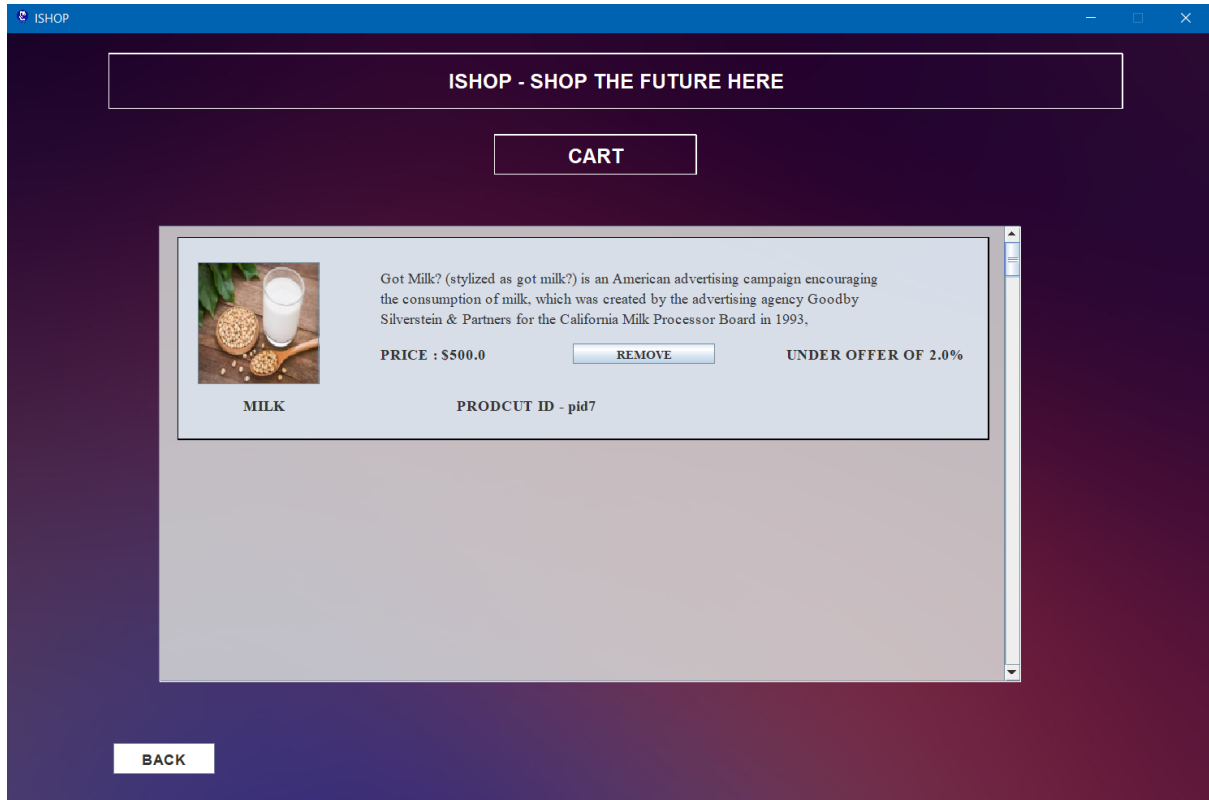 ISHOP
ISHOP - SHOP THE FUTURE HERE
CART
Got Milk? (stylized as got milk?) is an American advertising campaign encouraging
the consumption of milk, which was created by the advertising agency Goodby
Silverstein & Partners for the California Milk Processor Board in 1993,
PRICE : $500.0 REMOVE UNDER OFFER OF 2.0%
MILK PRODCUT ID - pid7
BACK